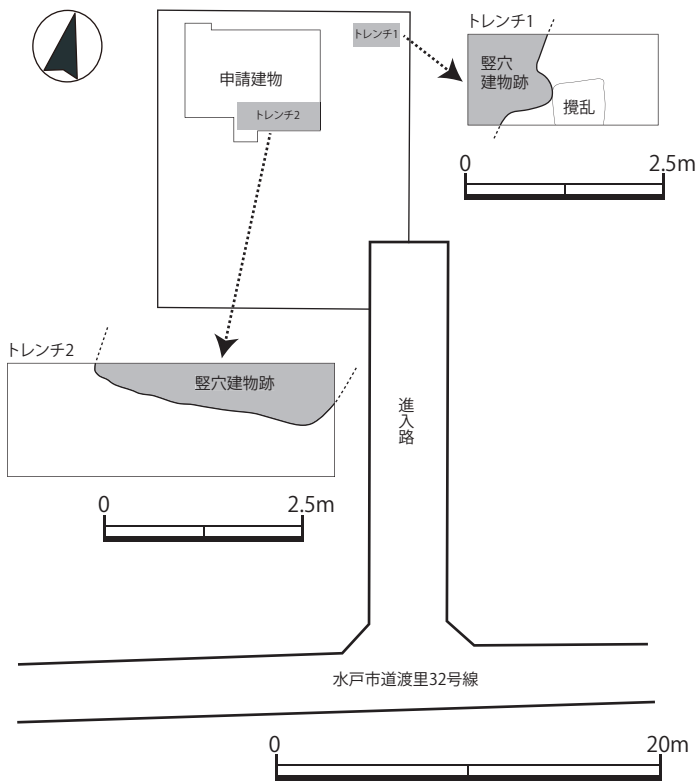 トレンチ1
竪穴
建物跡
攪乱
0 2.5m
申請建物
トレンチ1
トレンチ2
トレンチ2
竪穴建物跡
0 2.5m
進入路
水戸市道渡里32号線
0 20m